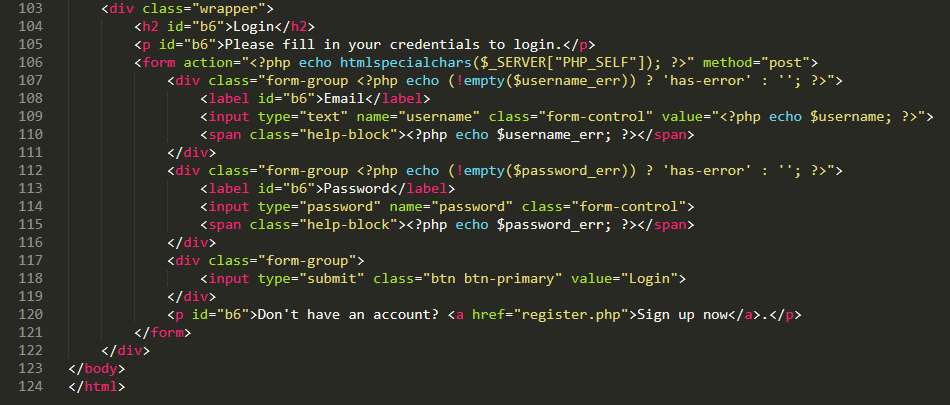 103 <div class="wrapper">
104 <h2 id="b6">Login</h2>
105 <p id="b6">Please fill in your credentials to login.</p>
106 <form action="<?php echo htmlspecialchars($_SERVER["PHP_SELF"]); ?>" method="post">
107 <div class="form-group <?php echo (!empty($username_err)) ? 'has-error' : ''; ?>">
108 <label id="b6">Email</label>
109 <input type="text" name="username" class="form-control" value="<?php echo $username; ?>">
110 <span class="help-block"><?php echo $username_err; ?></span>
111 </div>
112 <div class="form-group <?php echo (!empty($password_err)) ? 'has-error' : ''; ?>">
113 <label id="b6">Password</label>
114 <input type="password" name="password" class="form-control">
115 <span class="help-block"><?php echo $password_err; ?></span>
116 </div>
117 <div class="form-group">
118 <input type="submit" class="btn btn-primary" value="Login">
119 </div>
120 <p id="b6">Don't have an account? <a href="register.php">Sign up now</a>.</p>
121 </form>
122 </div>
123 </body>
124 </html>